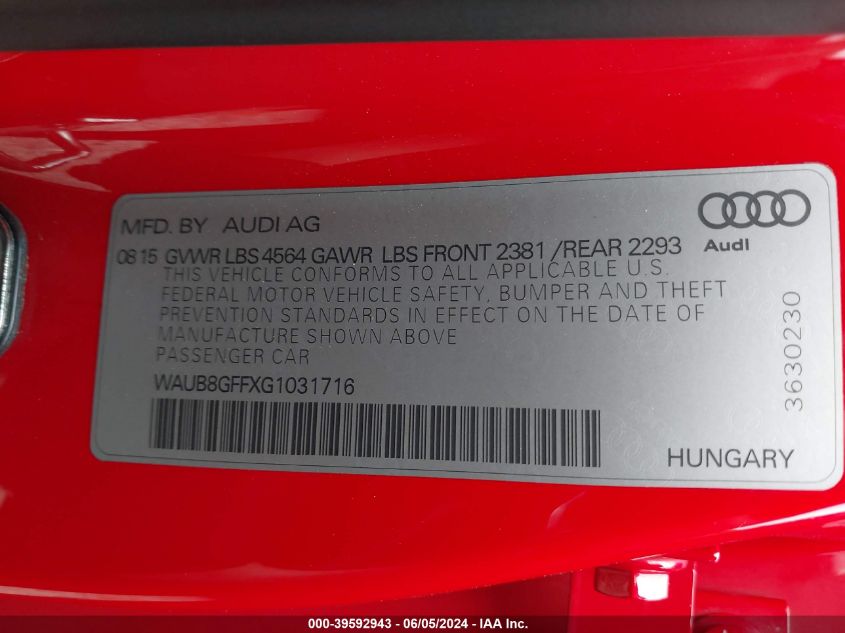 MFD. BY AUDI AG
Audi
08 15 GVWR LBS 4564 GAWR LBS FRONT 2381 /REAR 2293
THIS VEHICLE CONFORMS TO ALL APPLICABLE U.S.
FEDERAL MOTOR VEHICLE SAFETY, BUMPER AND THEFT
PREVENTION STANDARDS IN EFFECT ON THE DATE OF
MANUFACTURE SHOWN ABOVE
PASSENGER CAR
WAUB8GFFXG1031716
3630230
HUNGARY
000-39592943 / 06/05/2024 - IAA Inc.